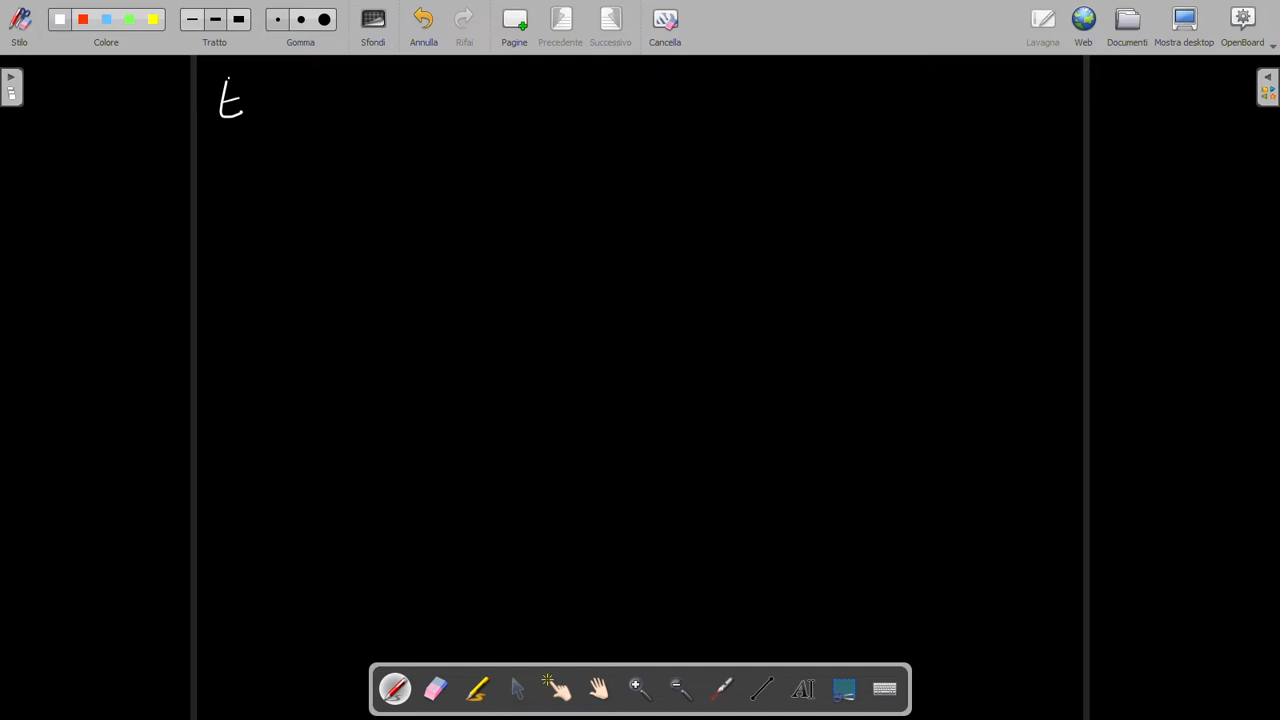 Stilo Colore Tratto Gomma Sfondi Annulla Rifai Pagine Precedente Successivo Cancella Lavagna Web Documenti Mostra desktop OpenBoard